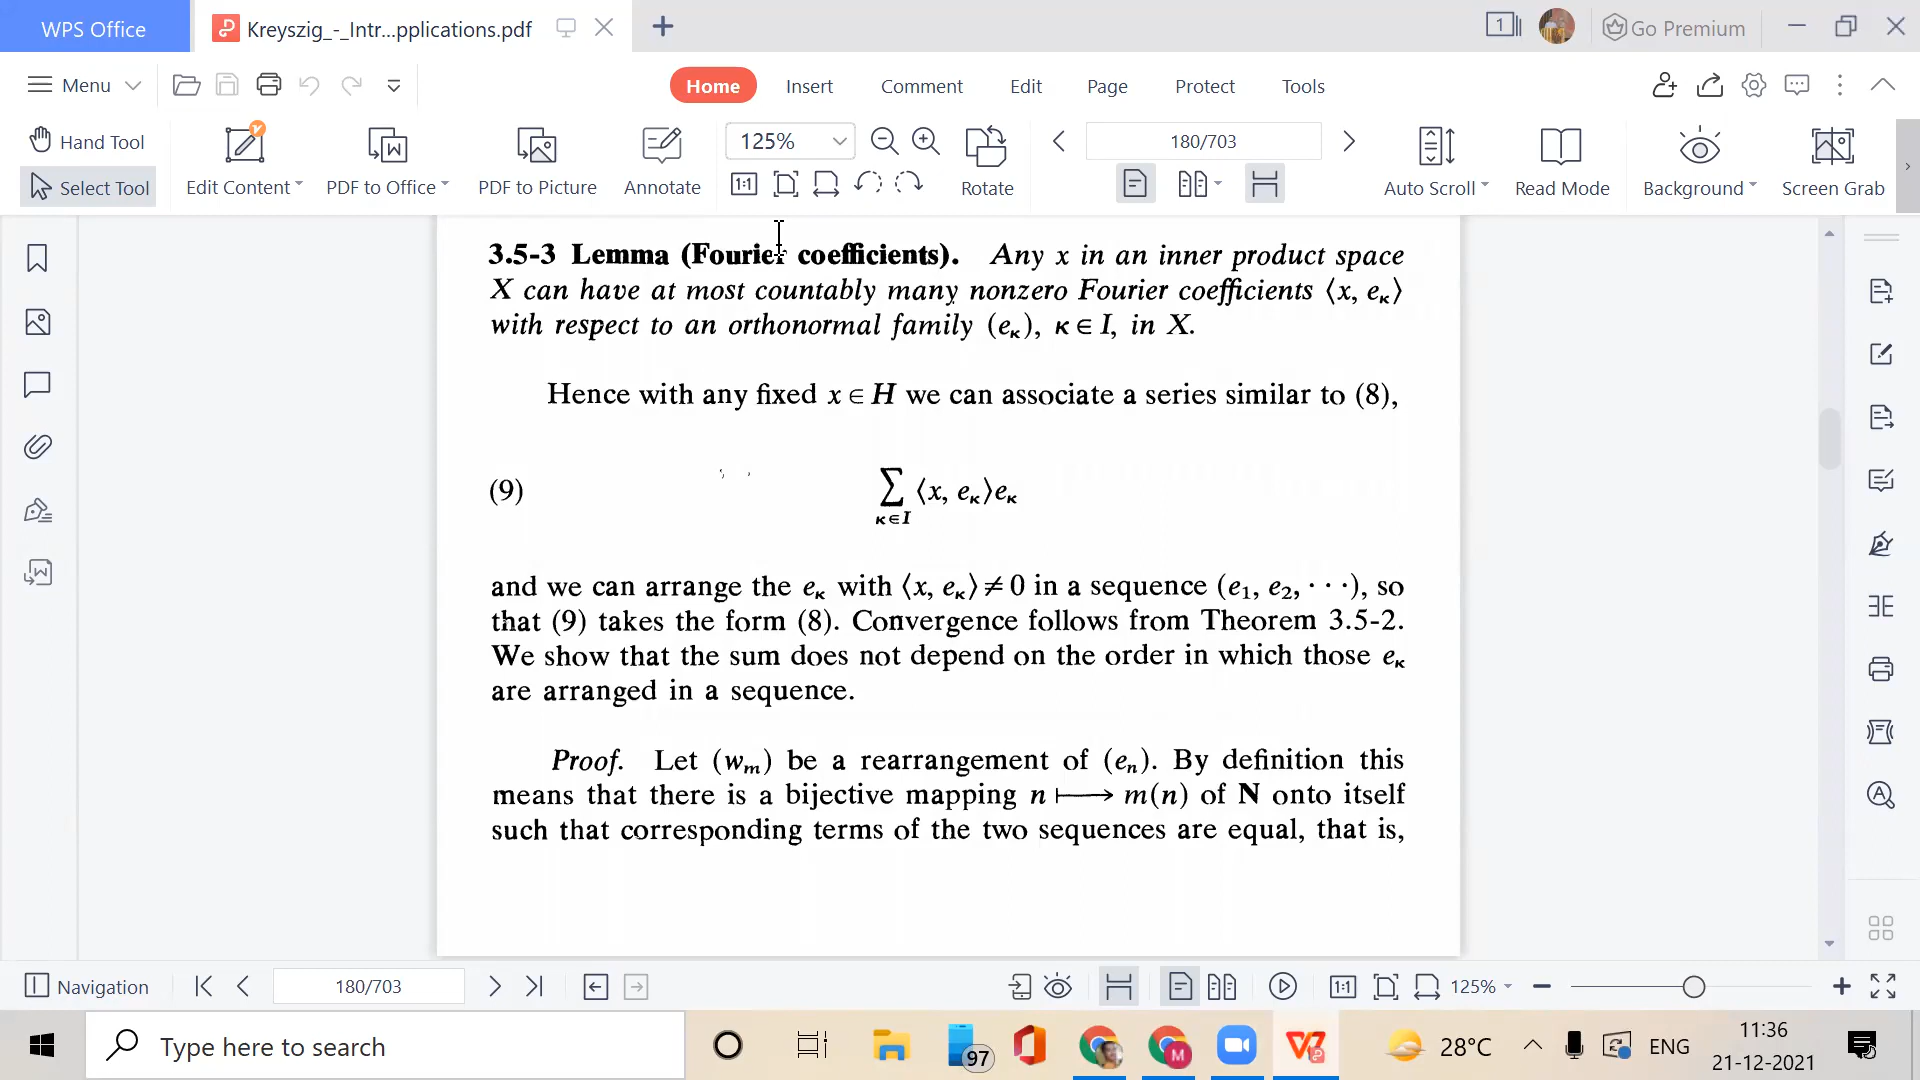 WPS Office
Kreyszig_-_Intr...pplications.pdf
1
Go Premium
Menu
Home
Insert
Comment
Edit
Page
Protect
Tools
Hand Tool
Select Tool
Edit Content
PDF to Office
PDF to Picture
Annotate
125%
Rotate
180/703
Auto Scroll
Read Mode
Background
Screen Grab
3.5-3 Lemma (Fourier coefficients). Any x in an inner product space
X can have at most countably many nonzero Fourier coefficients ⟨x, eκ⟩
with respect to an orthonormal family (eκ), κ ∈ I, in X.
Hence with any fixed x ∈ H we can associate a series similar to (8),
(9) ∑ ⟨x, eκ⟩eκ
κ∈I
and we can arrange the eκ with ⟨x, eκ⟩ ≠ 0 in a sequence (e₁, e₂, · · ·), so
that (9) takes the form (8). Convergence follows from Theorem 3.5-2.
We show that the sum does not depend on the order in which those eκ
are arranged in a sequence.
Proof. Let (wₘ) be a rearrangement of (eₙ). By definition this
means that there is a bijective mapping n ⟼ m(n) of N onto itself
such that corresponding terms of the two sequences are equal, that is,
Navigation
180/703
125%
Type here to search
97
28°C
ENG
11:36
21-12-2021